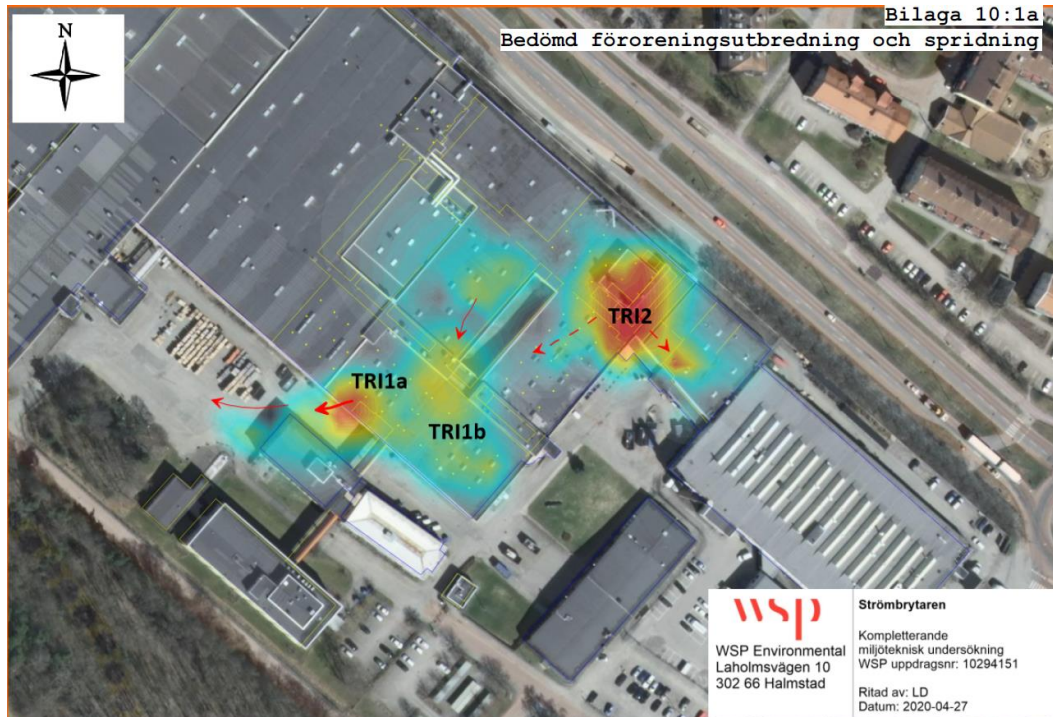 Bilaga 10:1a
Bedömd föroreningsutbredning och spridning
N
TRI2
TRI1a
TRI1b
wsp
WSP Environmental
Laholmsvägen 10
302 66 Halmstad
Strömbrytaren
Kompletterande
miljöteknisk undersökning
WSP uppdragsnr: 10294151
Ritad av: LD
Datum: 2020-04-27